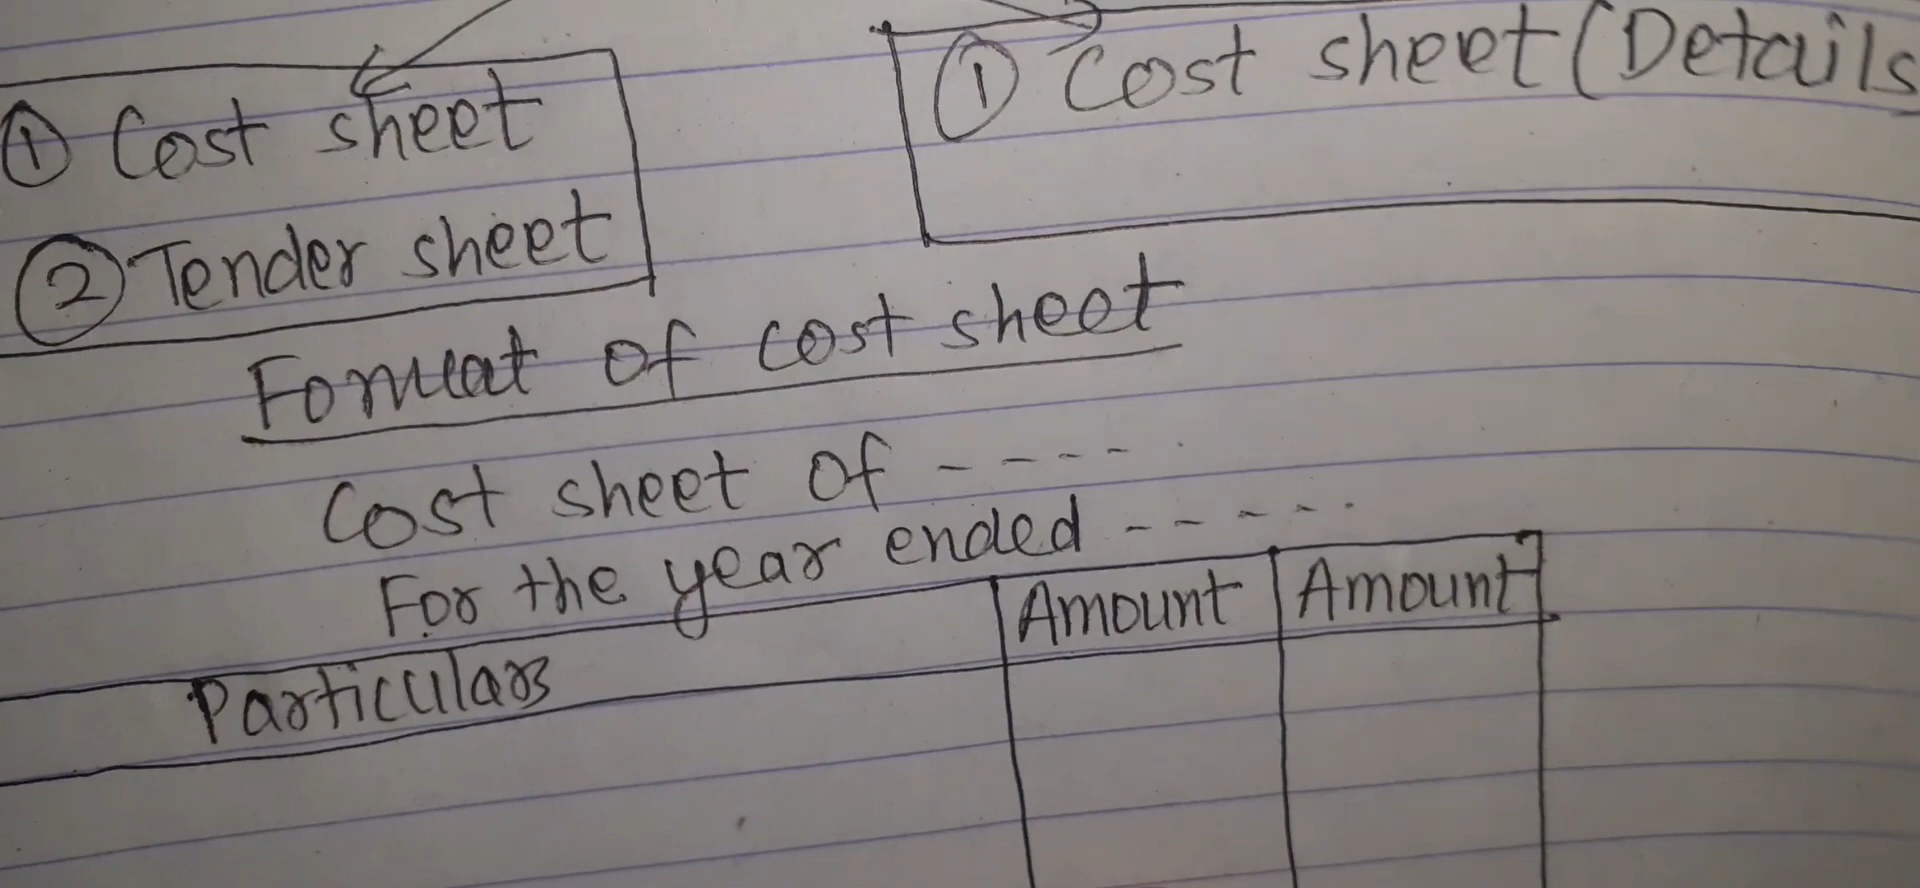 ① Cost sheet
② Tender sheet
① Cost sheet (Details
Format of cost sheet
Cost sheet of - - - -
For the year ended - - - - -
Particulars Amount Amount